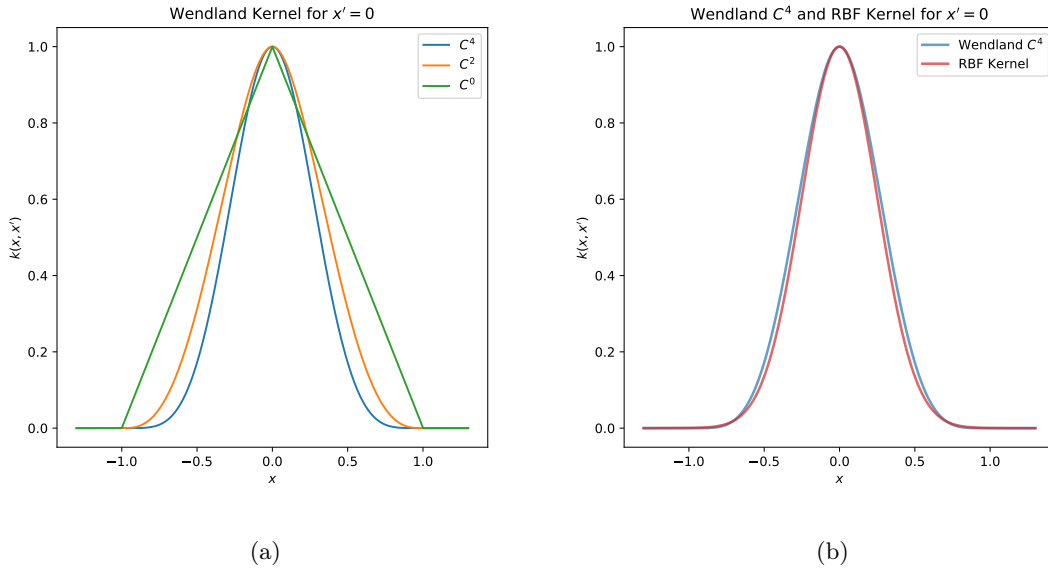 Wendland Kernel for x′ = 0
1.0
0.8
0.6
0.4
0.2
0.0
k(x, x′)
−1.0 −0.5 0.0 0.5 1.0
x
C⁴
C²
C⁰
(a)
Wendland C⁴ and RBF Kernel for x′ = 0
1.0
0.8
0.6
0.4
0.2
0.0
k(x, x′)
−1.0 −0.5 0.0 0.5 1.0
x
Wendland C⁴
RBF Kernel
(b)